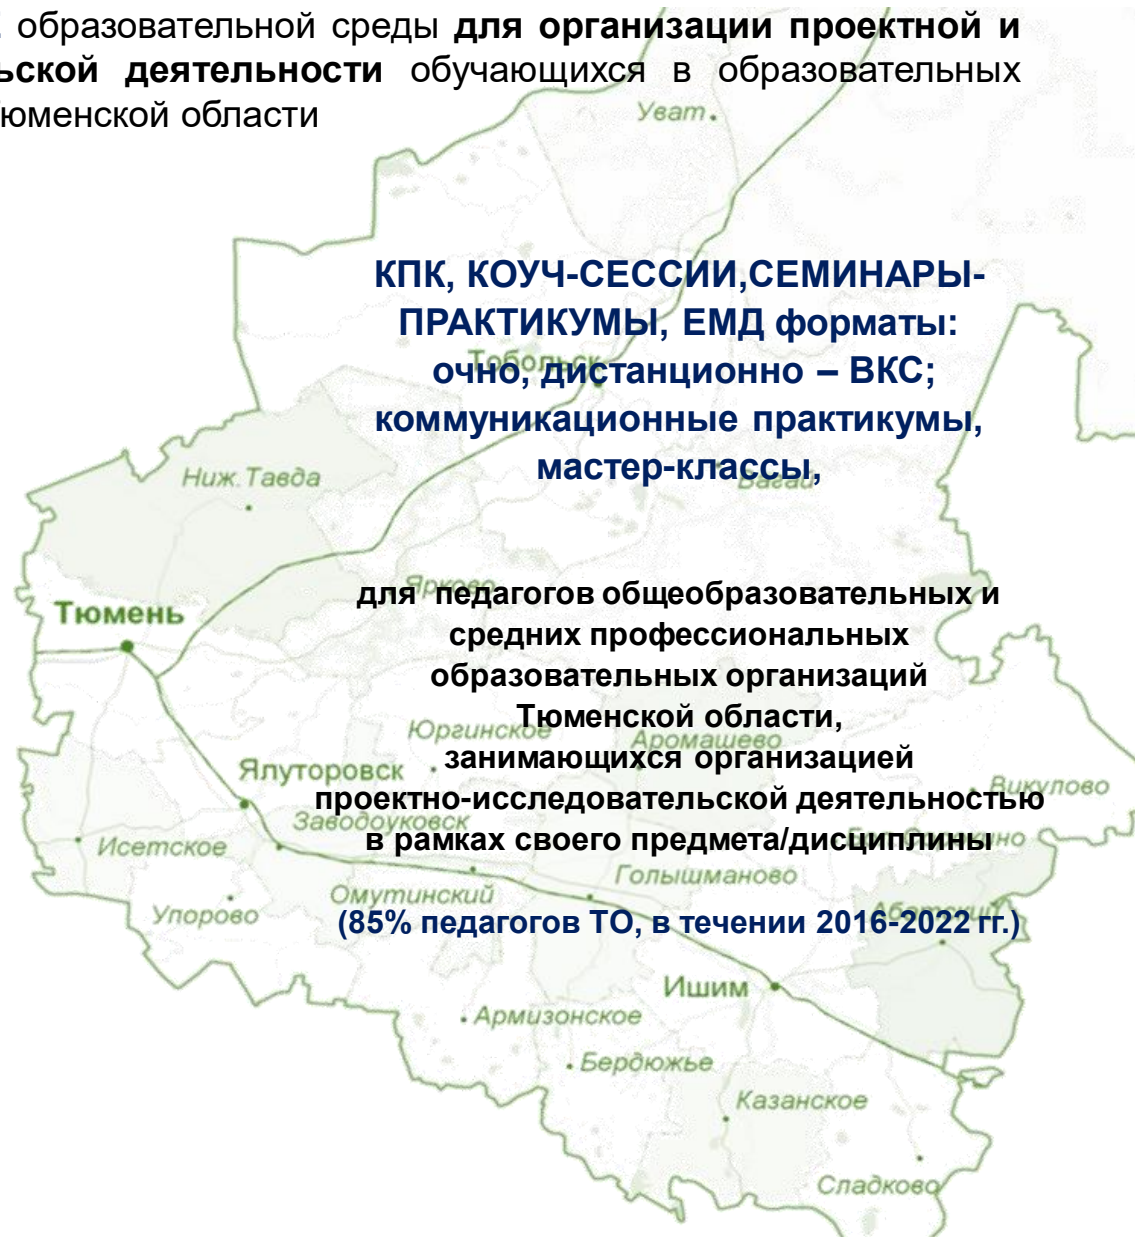 образовательной среды для организации проектной и
ьской деятельности обучающихся в образовательных
юменской области
Уват
КПК, КОУЧ-СЕССИИ,СЕМИНАРЫ-
ПРАКТИКУМЫ, ЕМД форматы:
Тобольск
очно, дистанционно – ВКС;
коммуникационные практикумы,
мастер-классы,
Вагай
Ниж.Тавда
Ярково
для педагогов общеобразовательных и
Тюмень
средних профессиональных
образовательных организаций
Тюменской области,
Юргинское
Аромашево
занимающихся организацией
Ялуторовск
Викулово
проектно-исследовательской деятельностью
Заводоуковск
в рамках своего предмета/дисциплины
Исетское
Голышманово
Омутинский
Упорово
Абатский
(85% педагогов ТО, в течении 2016-2022 гг.)
Ишим
Армизонское
Бердюжье
Казанское
Сладково